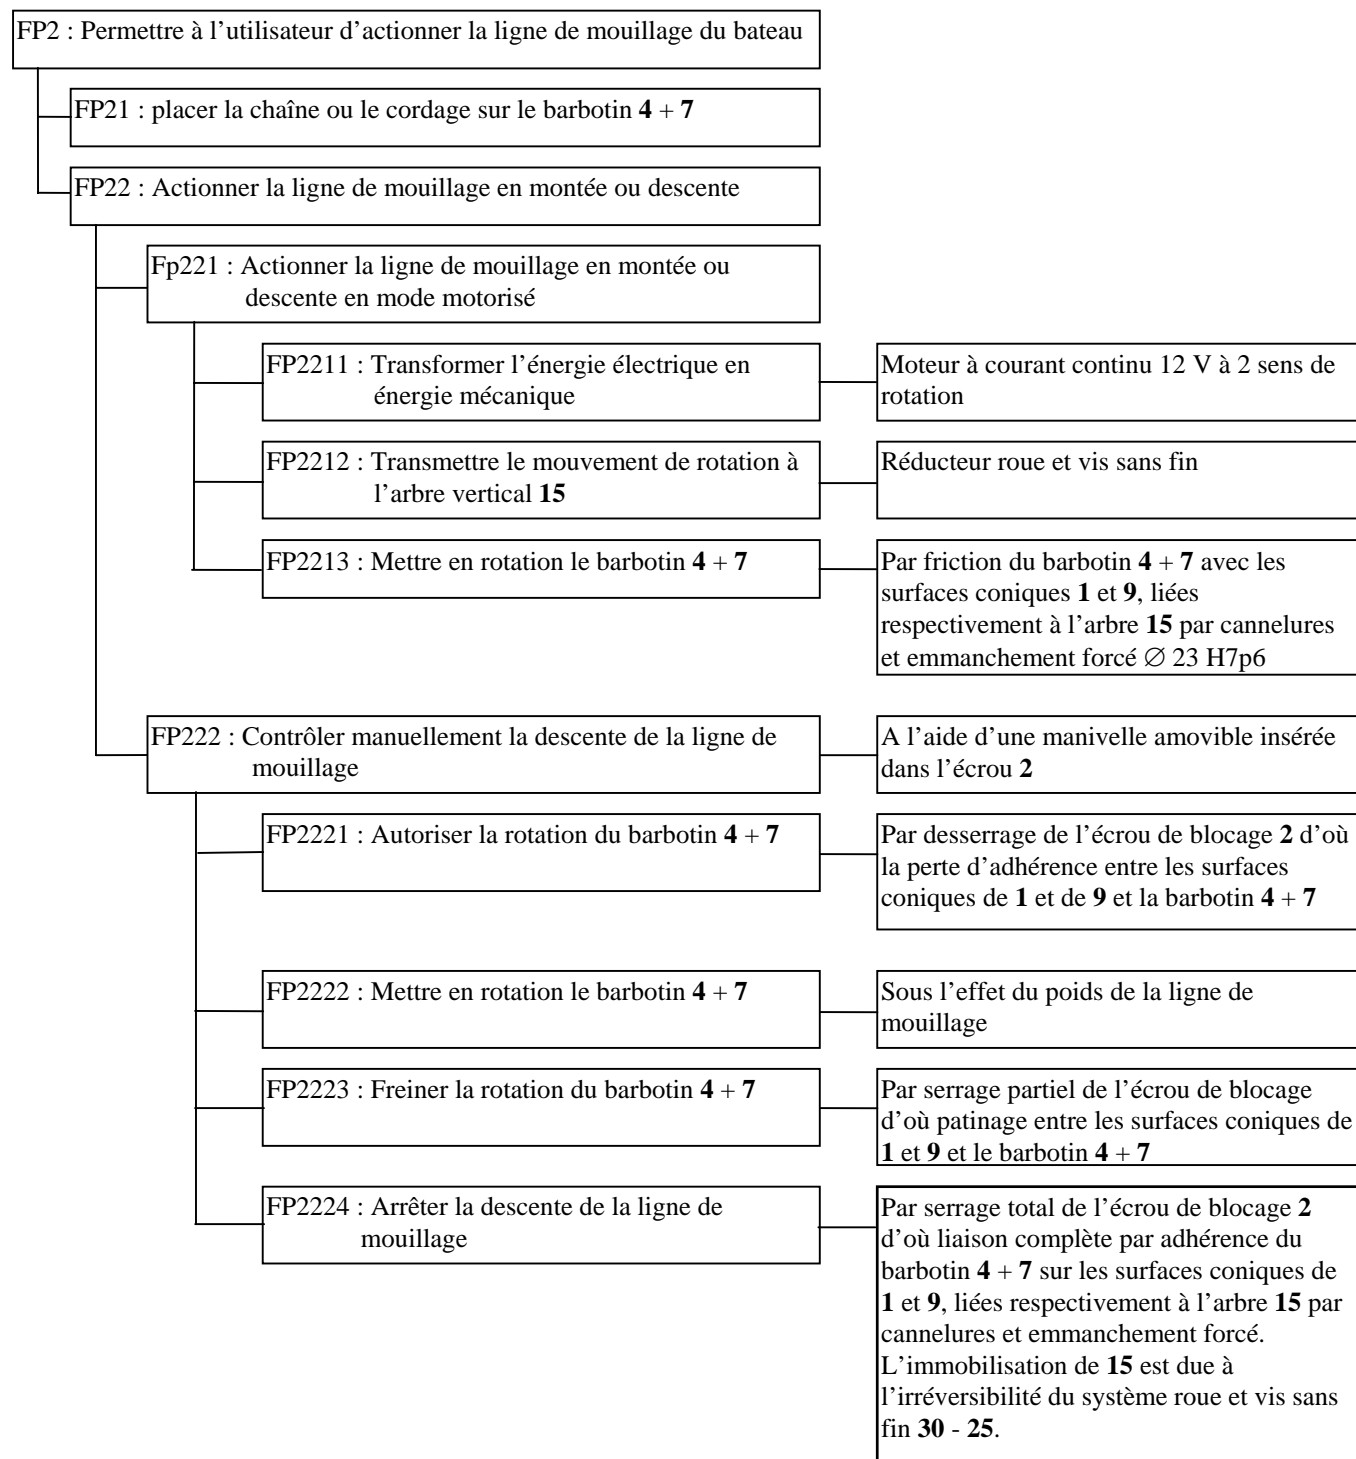 FP2 : Permettre à l’utilisateur d’actionner la ligne de mouillage du bateau
FP21 : placer la chaîne ou le cordage sur le barbotin 4 + 7
FP22 : Actionner la ligne de mouillage en montée ou descente
Fp221 : Actionner la ligne de mouillage en montée ou
descente en mode motorisé
FP2211 : Transformer l’énergie électrique en
énergie mécanique
Moteur à courant continu 12 V à 2 sens de
rotation
FP2212 : Transmettre le mouvement de rotation à
l’arbre vertical 15
Réducteur roue et vis sans fin
FP2213 : Mettre en rotation le barbotin 4 + 7
Par friction du barbotin 4 + 7 avec les
surfaces coniques 1 et 9, liées
respectivement à l’arbre 15 par cannelures
et emmanchement forcé ∅ 23 H7p6
FP222 : Contrôler manuellement la descente de la ligne de
mouillage
A l’aide d’une manivelle amovible insérée
dans l’écrou 2
FP2221 : Autoriser la rotation du barbotin 4 + 7
Par desserrage de l’écrou de blocage 2 d’où
la perte d’adhérence entre les surfaces
coniques de 1 et de 9 et la barbotin 4 + 7
FP2222 : Mettre en rotation le barbotin 4 + 7
Sous l’effet du poids de la ligne de
mouillage
FP2223 : Freiner la rotation du barbotin 4 + 7
Par serrage partiel de l’écrou de blocage
d’où patinage entre les surfaces coniques de
1 et 9 et le barbotin 4 + 7
FP2224 : Arrêter la descente de la ligne de
mouillage
Par serrage total de l’écrou de blocage 2
d’où liaison complète par adhérence du
barbotin 4 + 7 sur les surfaces coniques de
1 et 9, liées respectivement à l’arbre 15 par
cannelures et emmanchement forcé.
L’immobilisation de 15 est due à
l’irréversibilité du système roue et vis sans
fin 30 - 25.